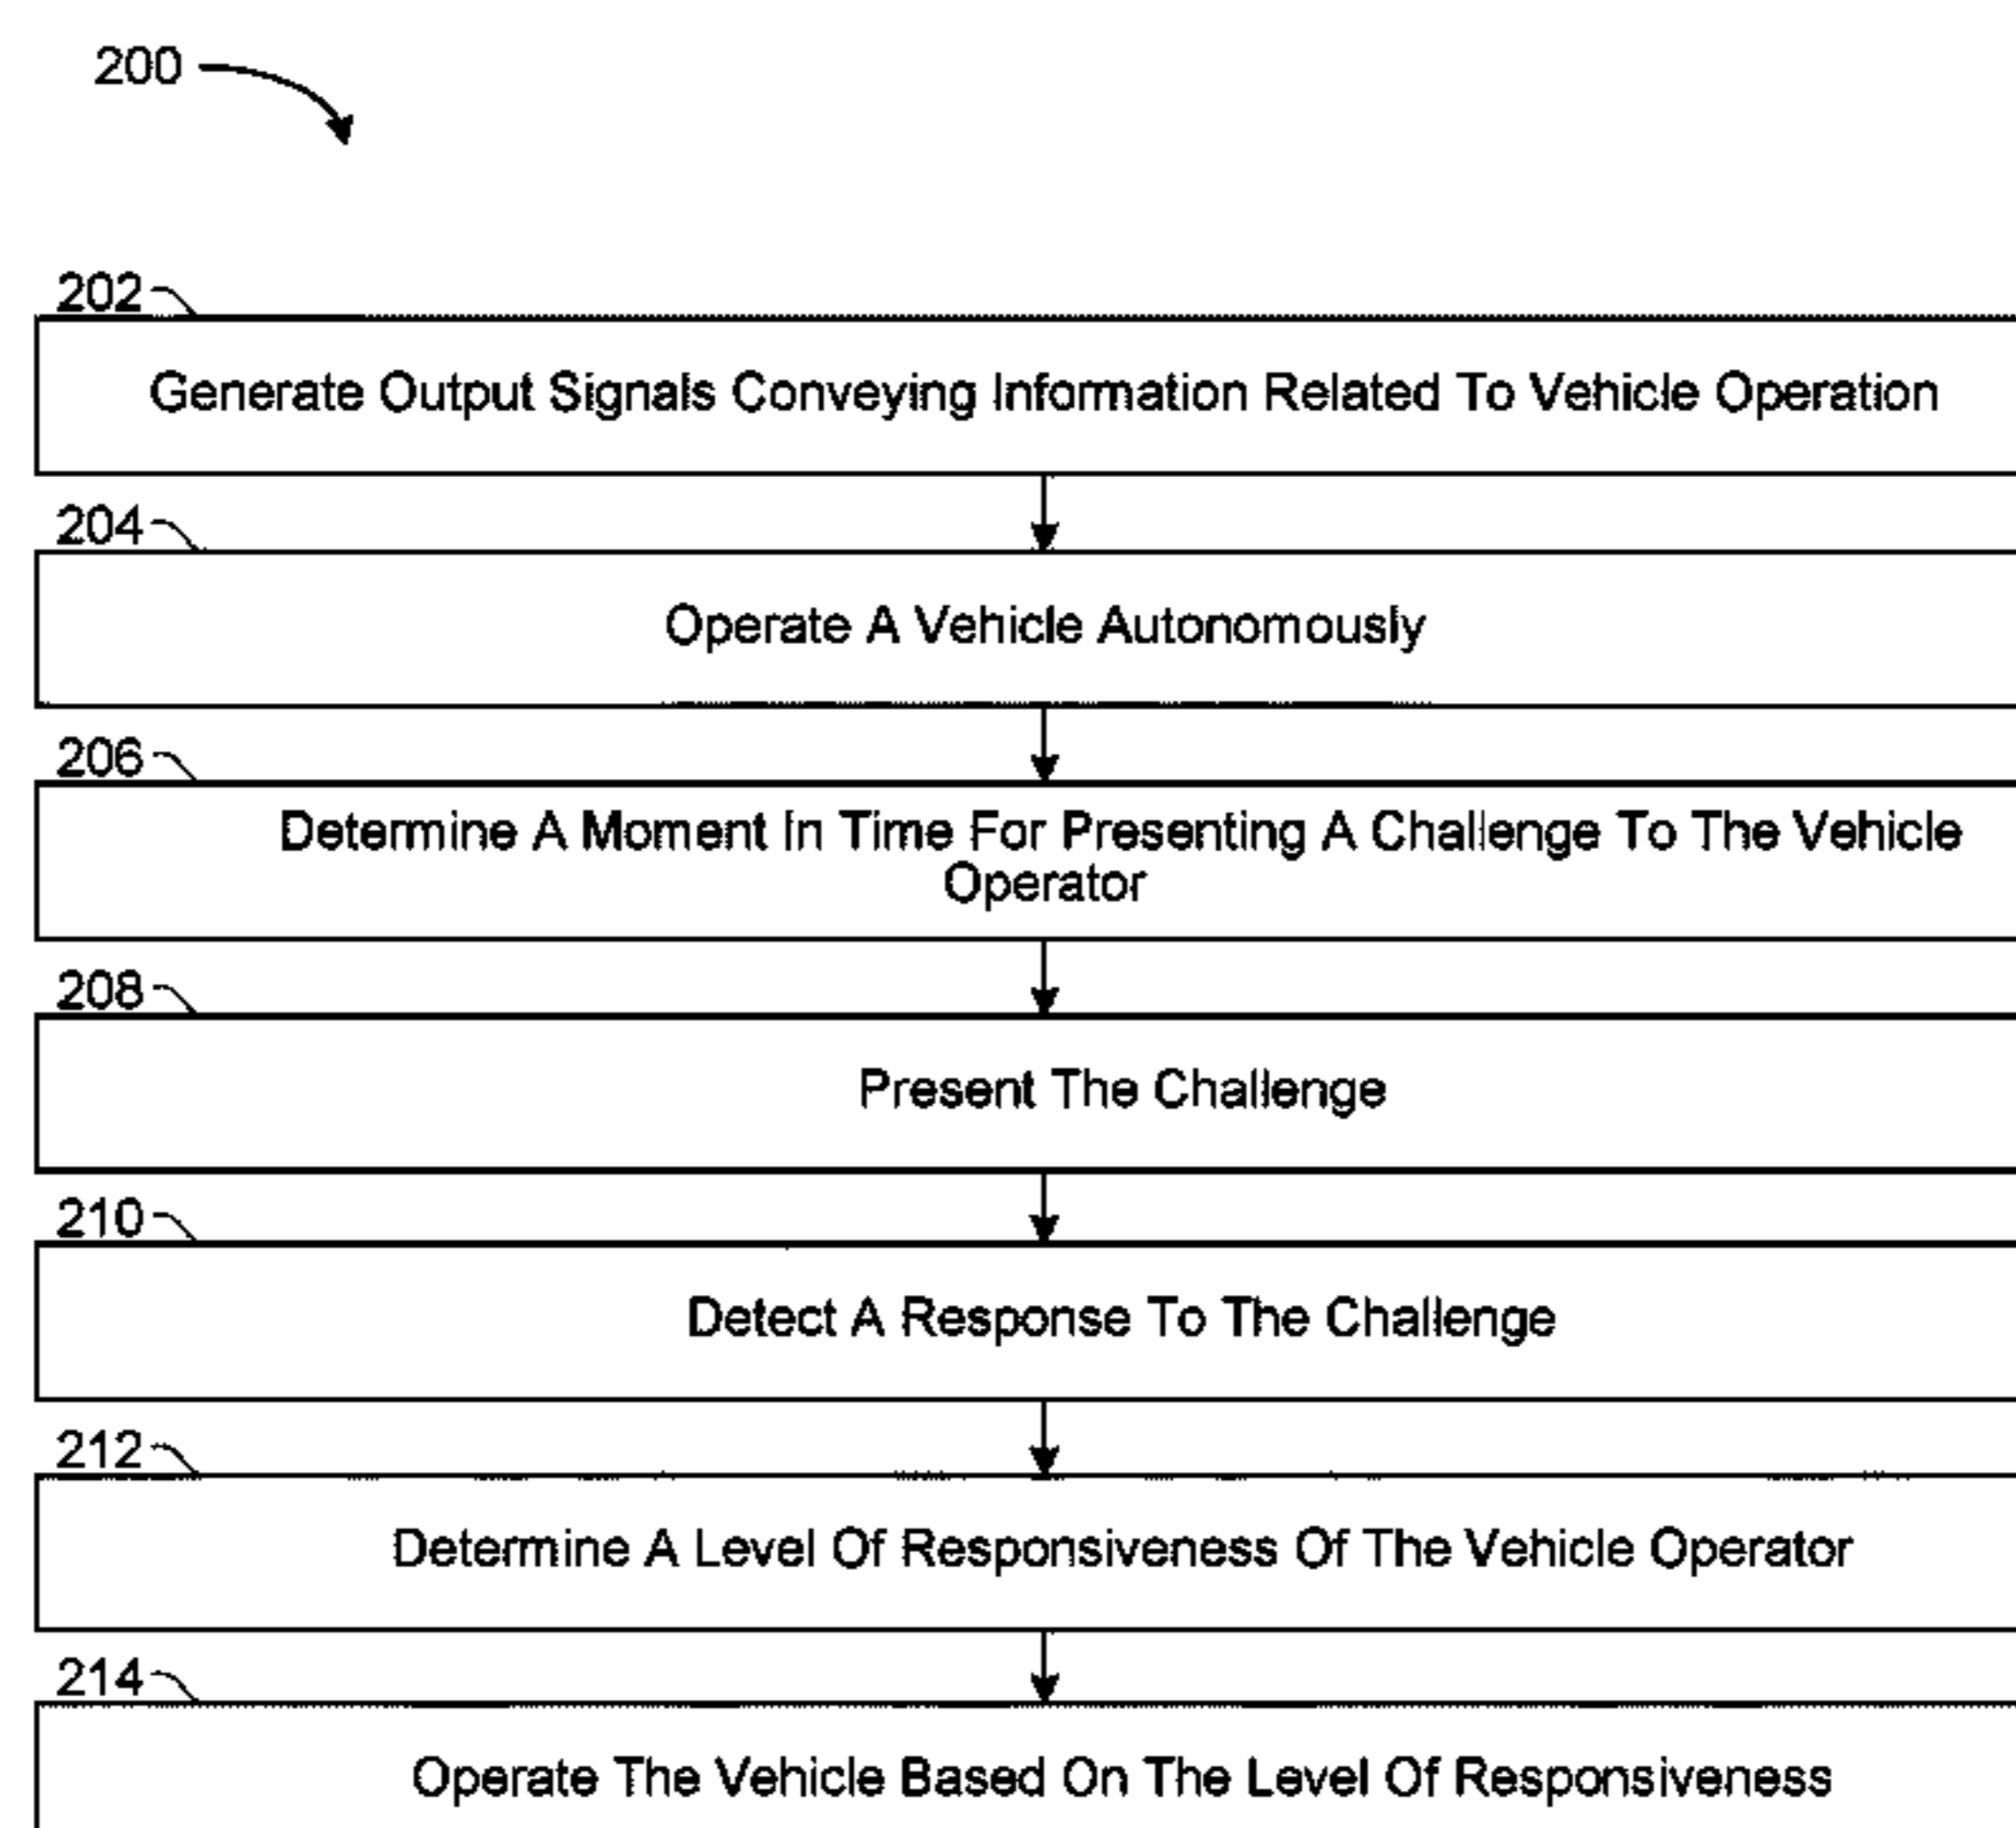 200
202
Generate Output Signals Conveying Information Related To Vehicle Operation
204
Operate A Vehicle Autonomously
206
Determine A Moment In Time For Presenting A Challenge To The Vehicle
Operator
208
Present The Challenge
210
Detect A Response To The Challenge
212
Determine A Level Of Responsiveness Of The Vehicle Operator
214
Operate The Vehicle Based On The Level Of Responsiveness